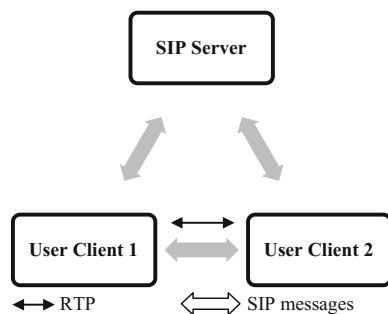 SIP Server
User Client 1
User Client 2
RTP
SIP messages